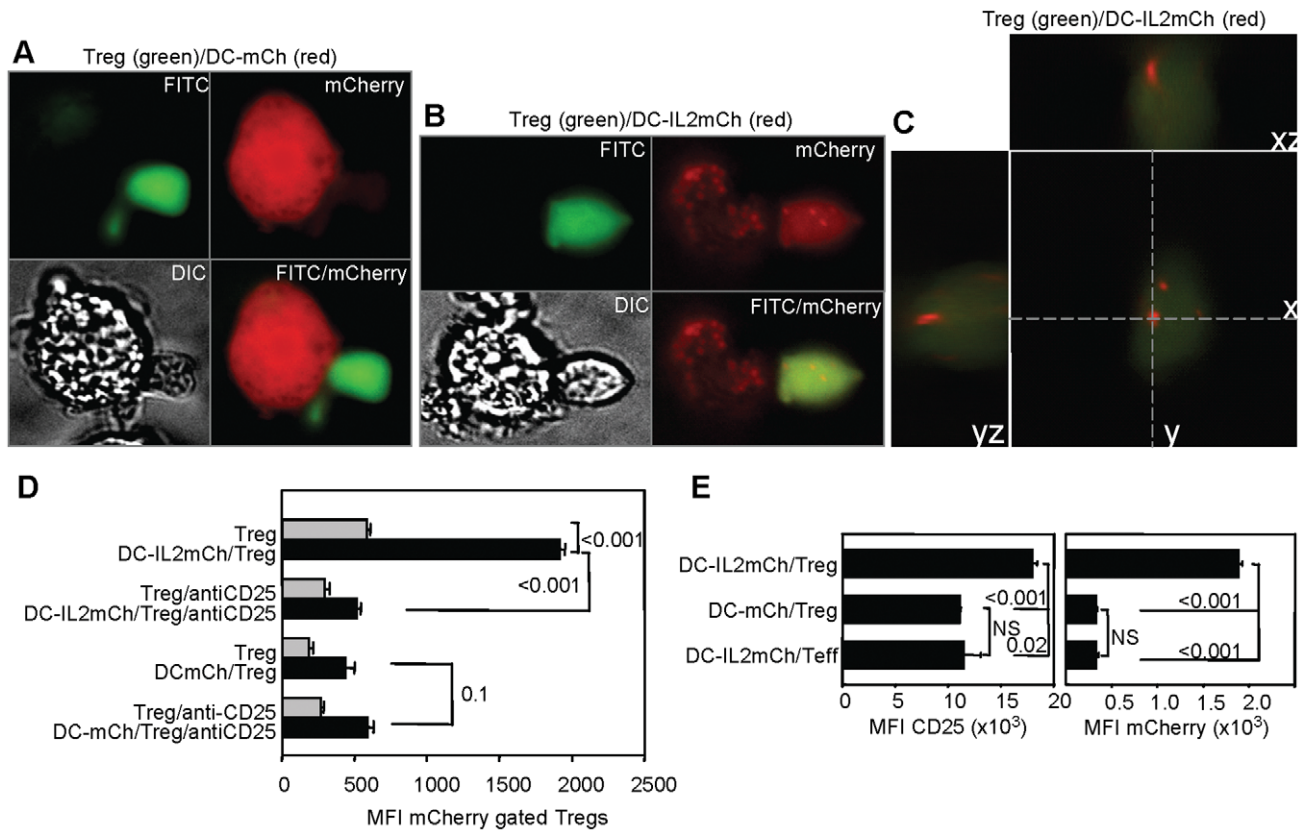 A
Treg (green)/DC-mCh (red)
FITC
mCherry
DIC
FITC/mCherry
B
Treg (green)/DC-IL2mCh (red)
FITC
mCherry
DIC
FITC/mCherry
Treg (green)/DC-IL2mCh (red)
C
xz
x
yz
y
D
Treg
DC-IL2mCh/Treg
Treg/antiCD25
DC-IL2mCh/Treg/antiCD25
Treg
DCmCh/Treg
Treg/anti-CD25
DC-mCh/Treg/antiCD25
<0.001
<0.001
0.1
0 500 1000 1500 2000 2500
MFI mCherry gated Tregs
E
DC-IL2mCh/Treg
DC-mCh/Treg
DC-IL2mCh/Teff
<0.001
NS
0.02
<0.001
NS
<0.001
0 5 10 15 20
MFI CD25 (x10³)
0.5 1.0 1.5 2.0
MFI mCherry (x10³)